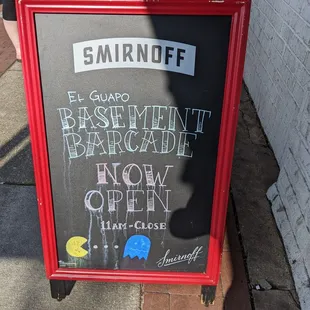 SMIRNOFF
EL GUAPO
BASEMENT
BARCADE
NOW
OPEN
11AM-CLOSE
Smirnoff